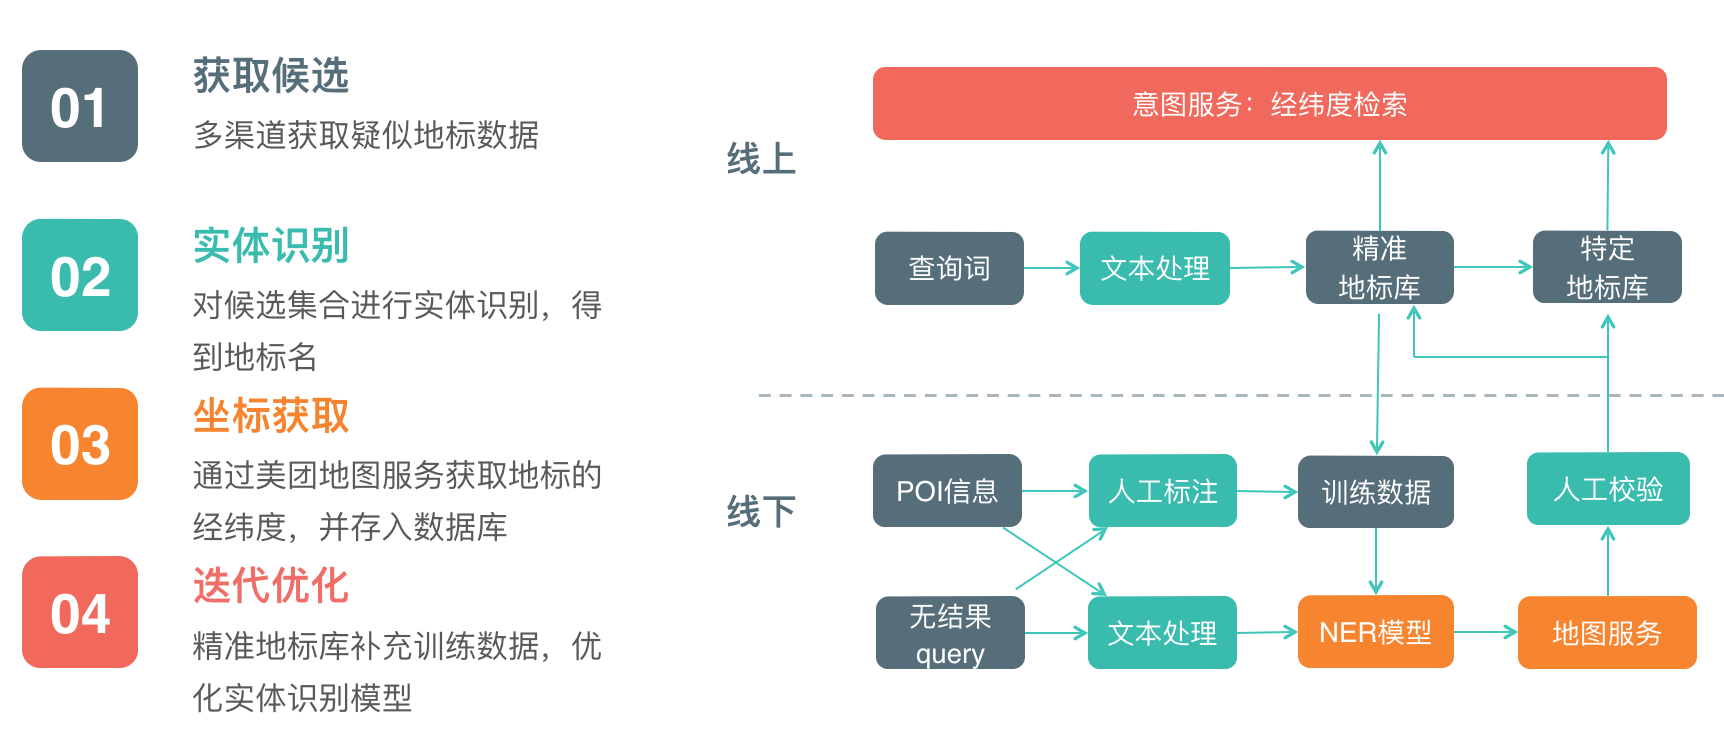 01
获取候选
多渠道获取疑似地标数据
02
实体识别
对候选集合进行实体识别，得
到地标名
03
坐标获取
通过美团地图服务获取地标的
经纬度，并存入数据库
04
迭代优化
精准地标库补充训练数据，优
化实体识别模型
线上
意图服务：经纬度检索
查询词
文本处理
精准
地标库
特定
地标库
线下
POI信息
人工标注
训练数据
人工校验
无结果
query
文本处理
NER模型
地图服务